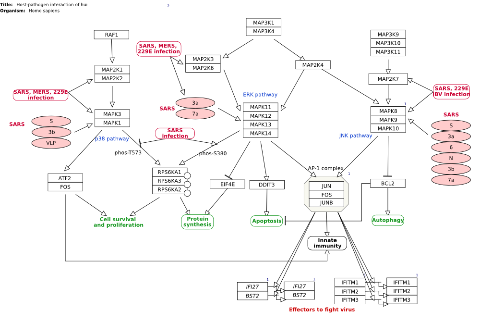 Title: Host-pathogen interaction of hu
Organism: Homo sapiens
RAF1
MAP3K1
MAP3K4
MAP3K9
MAP3K10
MAP3K11
SARS, MERS,
229E infection
MAP2K3
MAP2K6
MAP2K4
MAP2K1
MAP2K2
MAP2K7
SARS, MERS, 229E
infection
ERK pathway
SARS, 229E
IBV infection
SARS
3a
7a
MAPK11
MAPK12
MAPK13
MAPK14
MAPK3
MAPK1
MAPK8
MAPK9
MAPK10
SARS
S
3b
VLP
SARS
3a
6
N
3b
7a
SARS
infection
p38 pathway
JNK pathway
phos-T573
phos-S380
ATF2
FOS
RPS6KA1
RPS6KA3
RPS6KA2
EIF4E
DDIT3
AP-1 complex
JUN
FOS
JUNB
BCL2
Cell survival
and proliferation
Protein
synthesis
Apoptosis
Autophagy
Innate
immunity
IFI27
BST2
IFI27
BST2
IFITM1
IFITM2
IFITM3
IFITM1
IFITM2
IFITM3
Effectors to fight virus